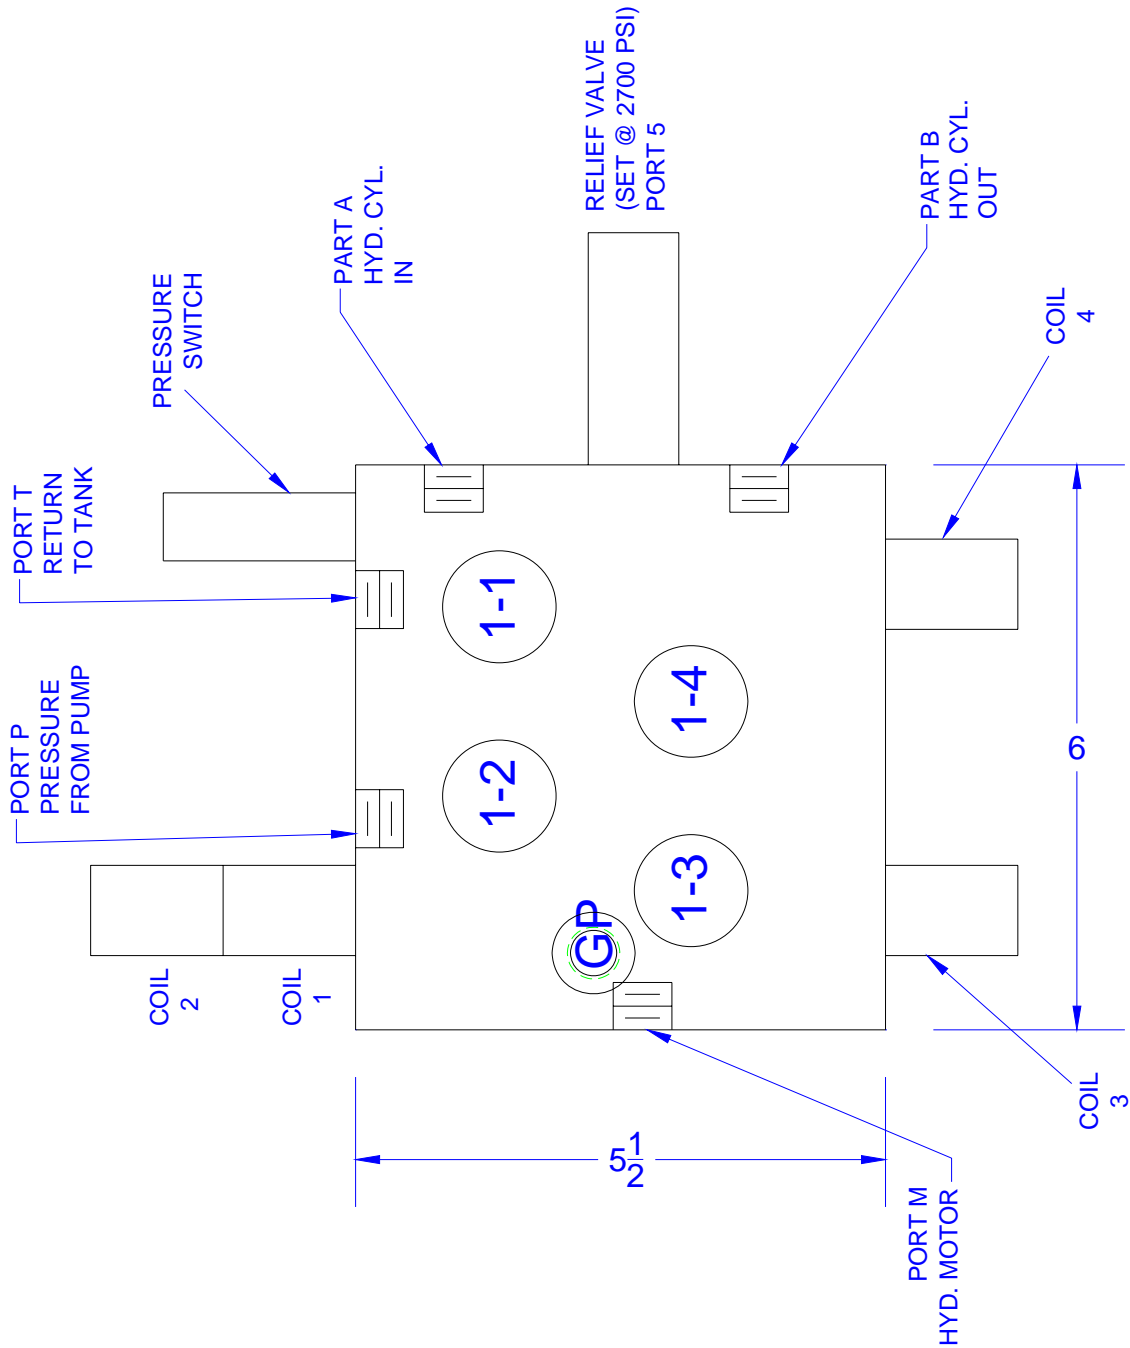 PORT T
RETURN
TO TANK
PRESSURE
SWITCH
PART A
HYD. CYL.
IN
RELIEF VALVE
(SET @ 2700 PSI)
PORT 5
PART B
HYD. CYL.
OUT
PORT P
PRESSURE
FROM PUMP
COIL
4
1-1
1-2
1-4
1-3
GP
6
COIL
2
COIL
1
COIL
3
5 1/2
PORT M
HYD. MOTOR